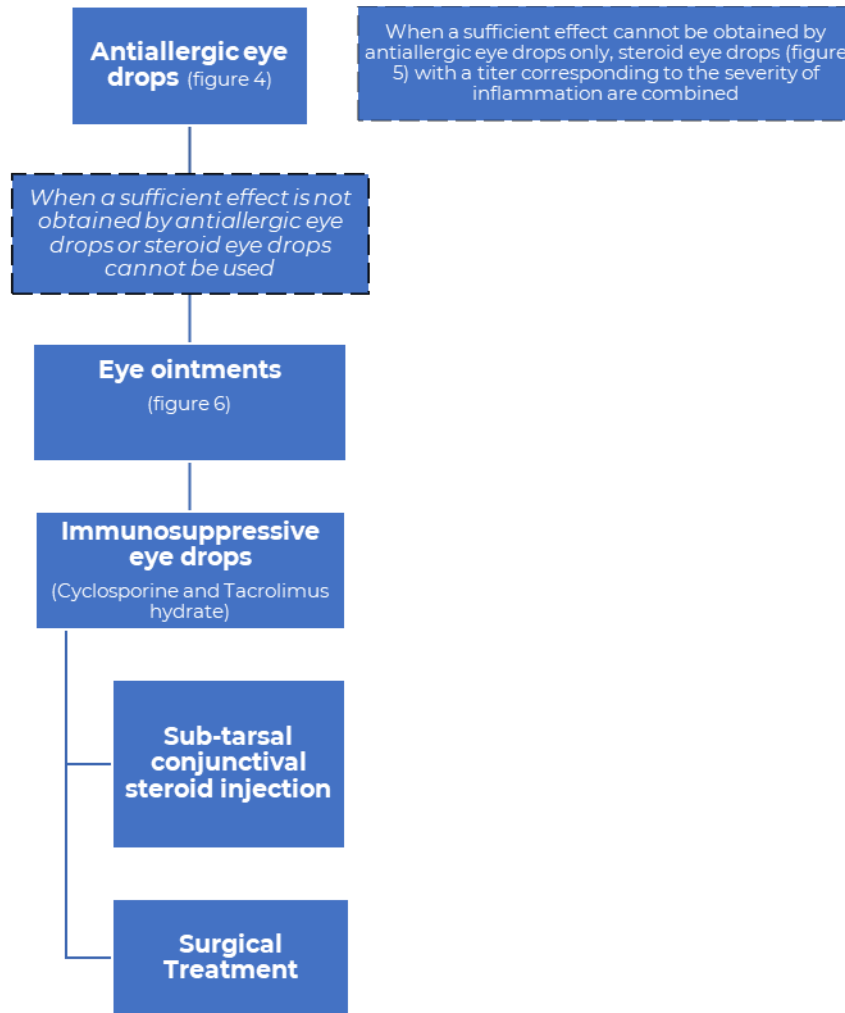 Antiallergic eye
drops (figure 4)
When a sufficient effect cannot be obtained by
antiallergic eye drops only, steroid eye drops (figure
5) with a titer corresponding to the severity of
inflammation are combined
When a sufficient effect is not
obtained by antiallergic eye
drops or steroid eye drops
cannot be used
Eye ointments
(figure 6)
Immunosuppressive
eye drops
(Cyclosporine and Tacrolimus
hydrate)
Sub-tarsal
conjunctival
steroid injection
Surgical
Treatment